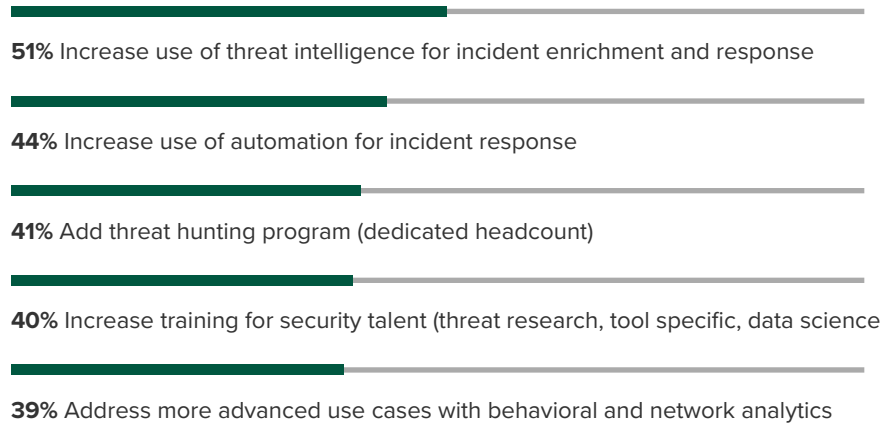 51% Increase use of threat intelligence for incident enrichment and response
44% Increase use of automation for incident response
41% Add threat hunting program (dedicated headcount)
40% Increase training for security talent (threat research, tool specific, data science
39% Address more advanced use cases with behavioral and network analytics